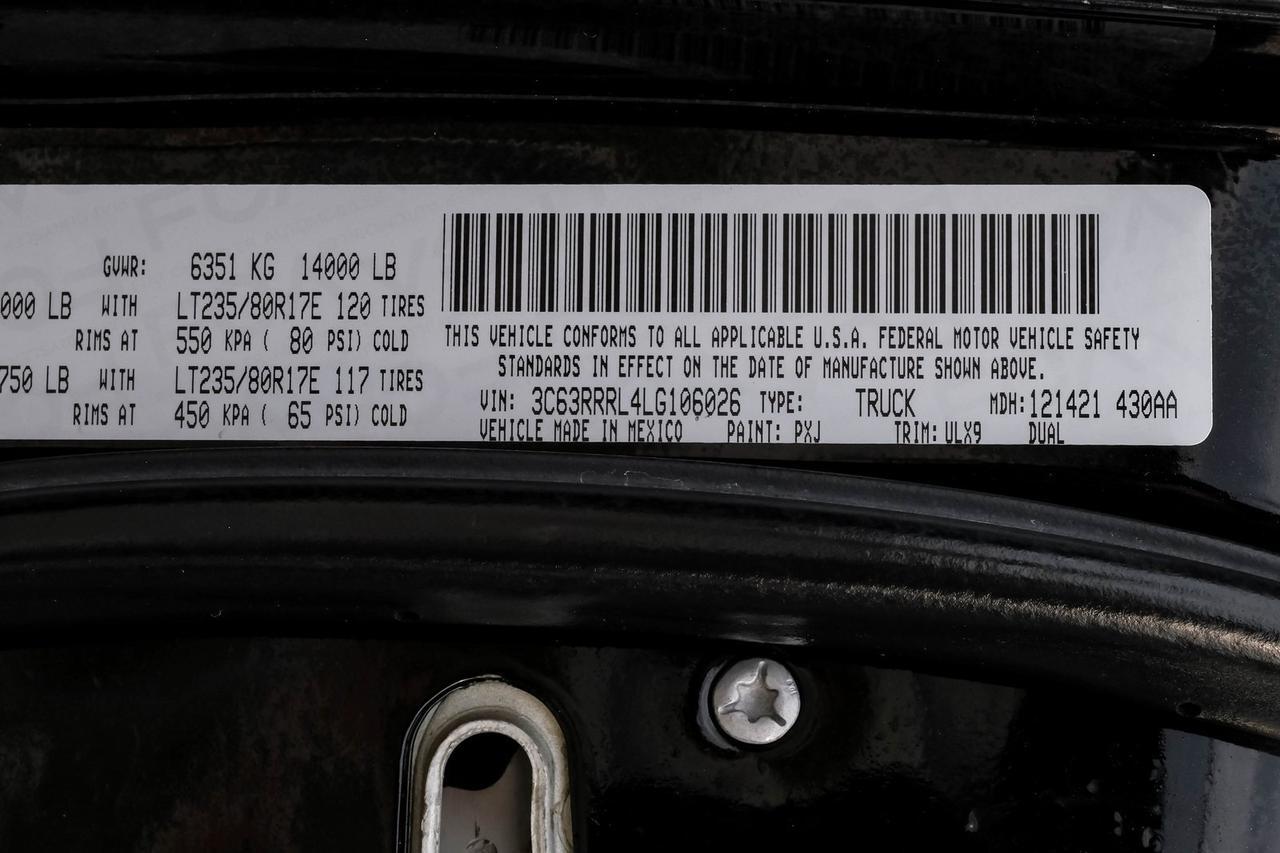 GVWR: 6351 KG 14000 LB
000 LB WITH LT235/80R17E 120 TIRES
RIMS AT 550 KPA ( 80 PSI) COLD
750 LB WITH LT235/80R17E 117 TIRES
RIMS AT 450 KPA ( 65 PSI) COLD
THIS VEHICLE CONFORMS TO ALL APPLICABLE U.S.A. FEDERAL MOTOR VEHICLE SAFETY
STANDARDS IN EFFECT ON THE DATE OF MANUFACTURE SHOWN ABOVE.
VIN: 3C63RRRL4LG106026 TYPE: TRUCK MDH: 121421 430AA
VEHICLE MADE IN MEXICO PAINT: PXJ TRIM: ULX9 DUAL